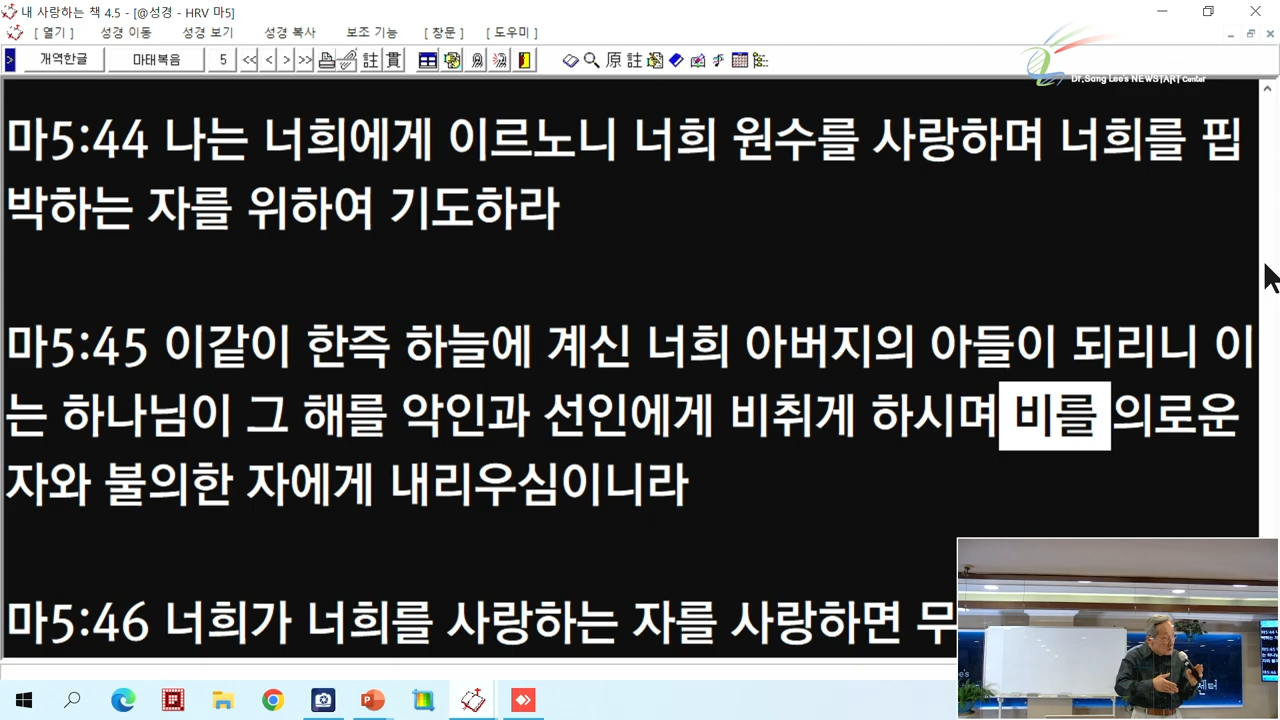 내 사랑하는 책 4.5 - [@성경 - HRV 마5]
[ 열기 ] 성경 이동 성경 보기 성경 복사 보조 기능 [ 창문 ] [ 도우미 ]
개역한글 마태복음 5 << < > >> 註 貫 原 註
Dr.Sang Lee's NEWSTART Center
마5:44 나는 너희에게 이르노니 너희 원수를 사랑하며 너희를 핍
박하는 자를 위하여 기도하라
마5:45 이같이 한즉 하늘에 계신 너희 아버지의 아들이 되리니 이
는 하나님이 그 해를 악인과 선인에게 비취게 하시며 비를 의로운
자와 불의한 자에게 내리우심이니라
마5:46 너희가 너희를 사랑하는 자를 사랑하면 무
센터